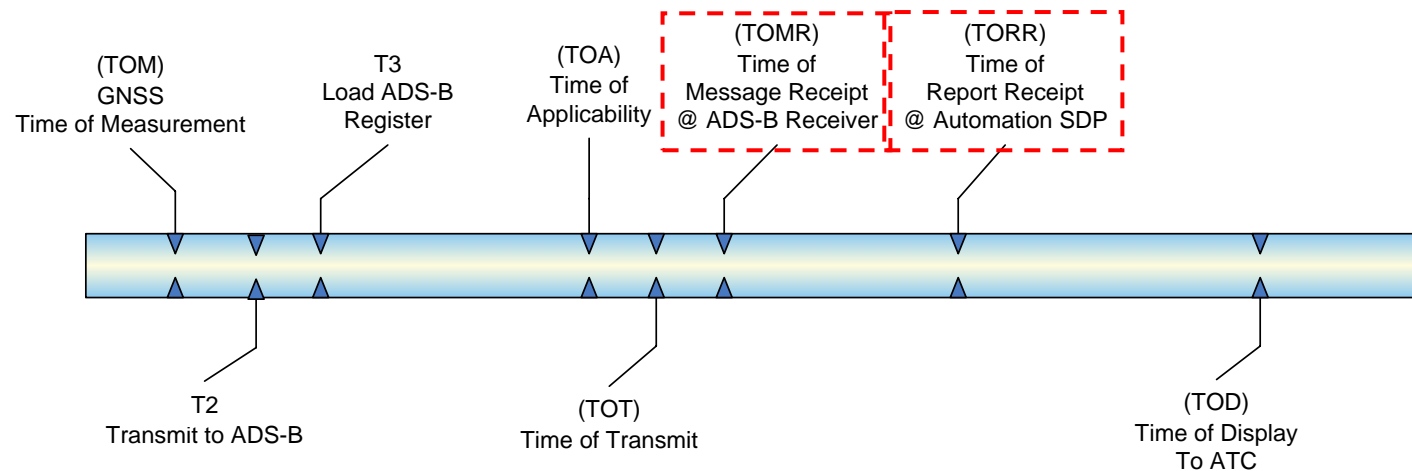 (TOM)
GNSS
Time of Measurement
T3
Load ADS-B
Register
(TOA)
Time of
Applicability
(TOMR)
Time of
Message Receipt
@ ADS-B Receiver
(TORR)
Time of
Report Receipt
@ Automation SDP
T2
Transmit to ADS-B
(TOT)
Time of Transmit
(TOD)
Time of Display
To ATC